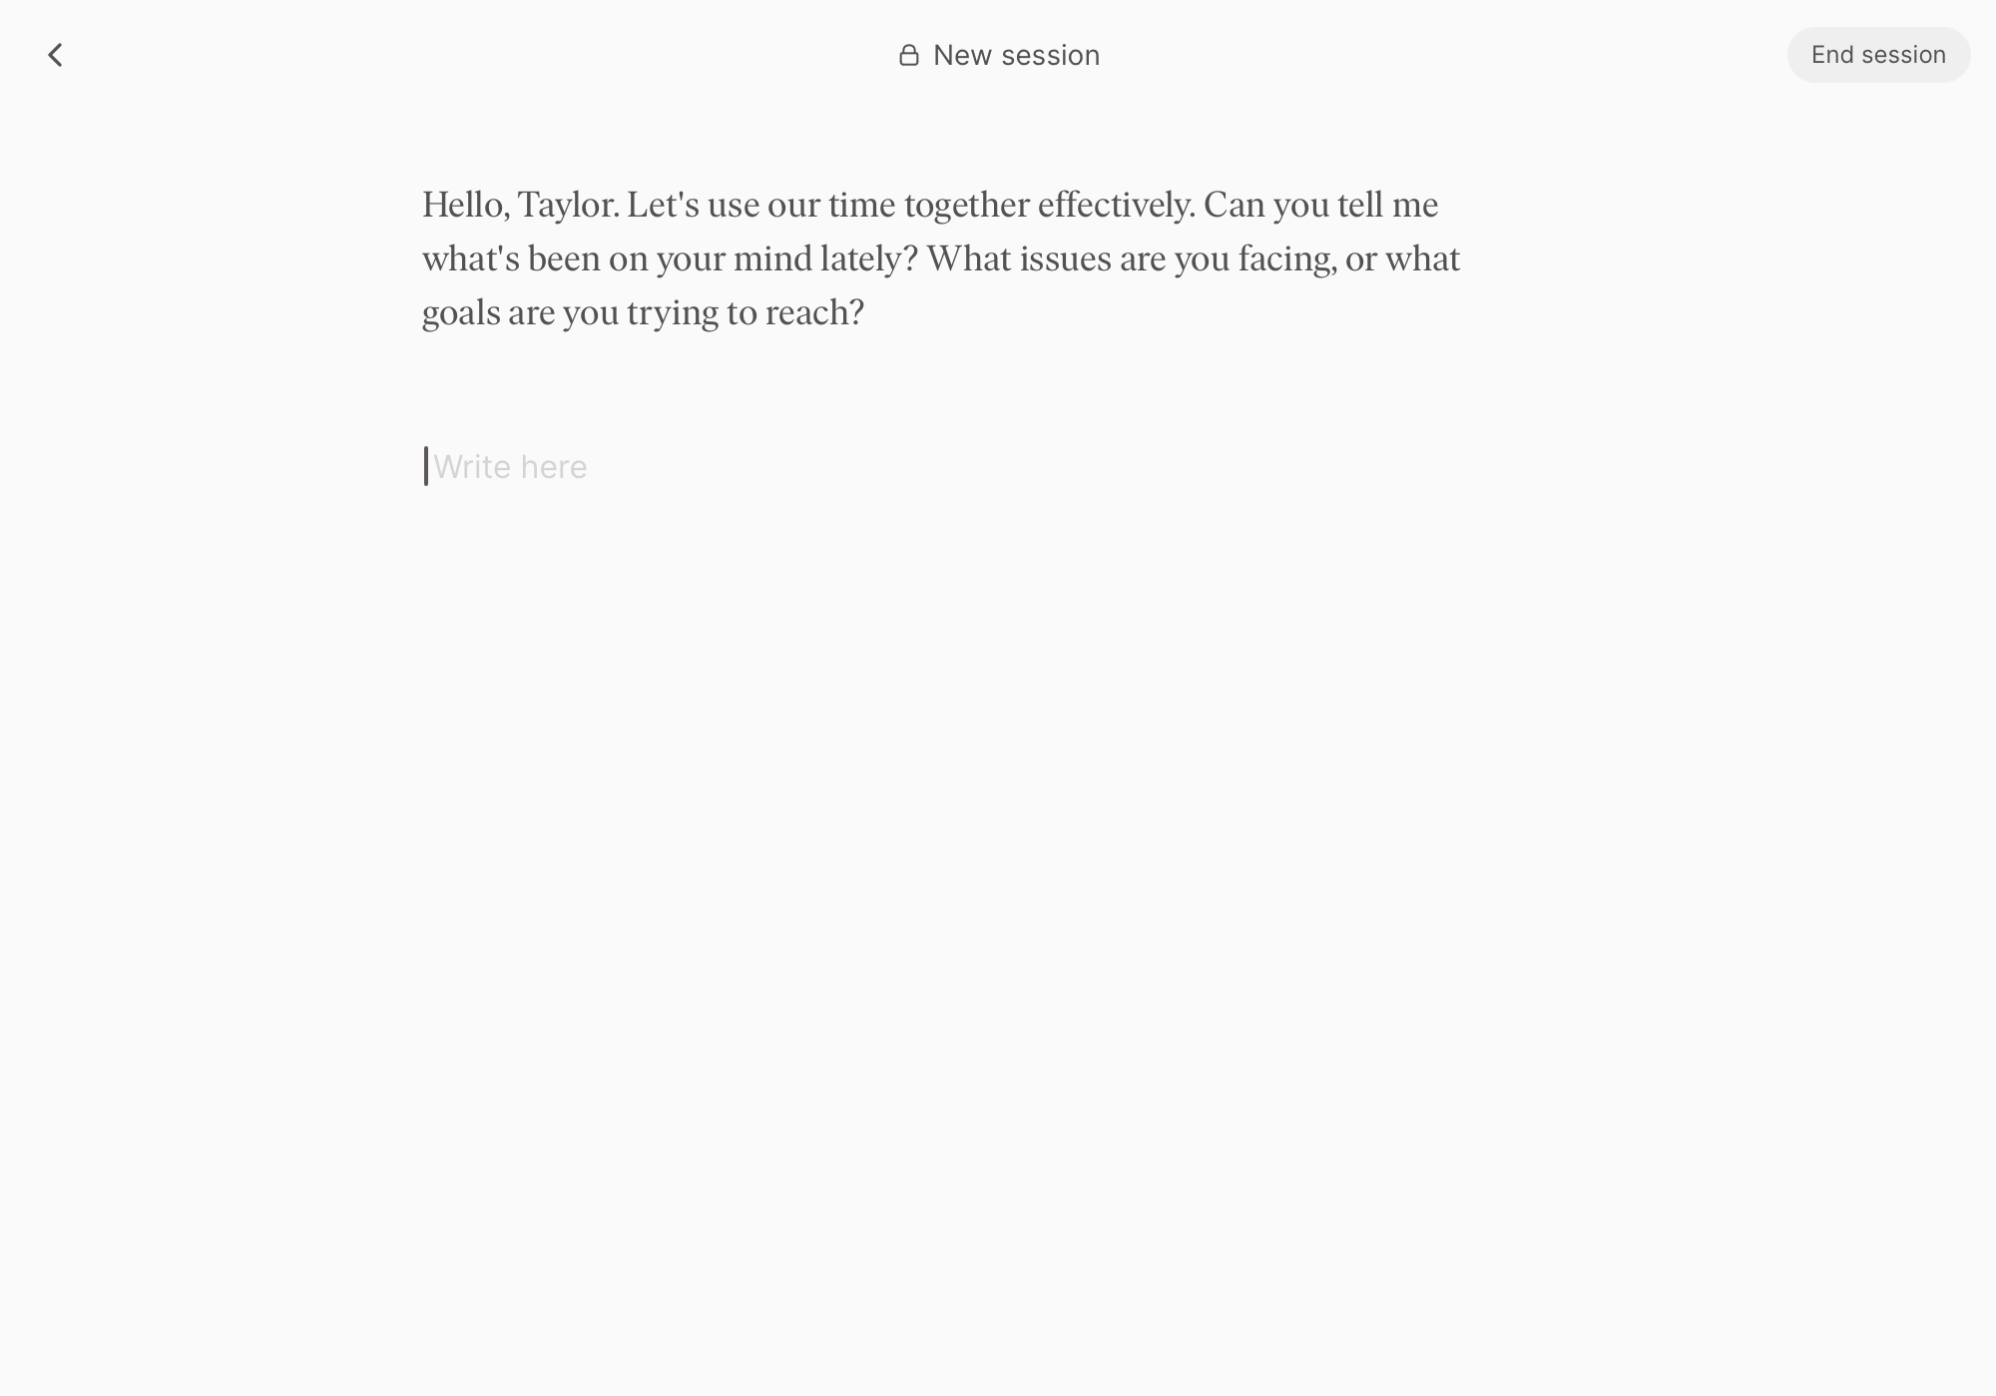 New session
End session
Hello, Taylor. Let's use our time together effectively. Can you tell me
what's been on your mind lately? What issues are you facing, or what
goals are you trying to reach?
Write here